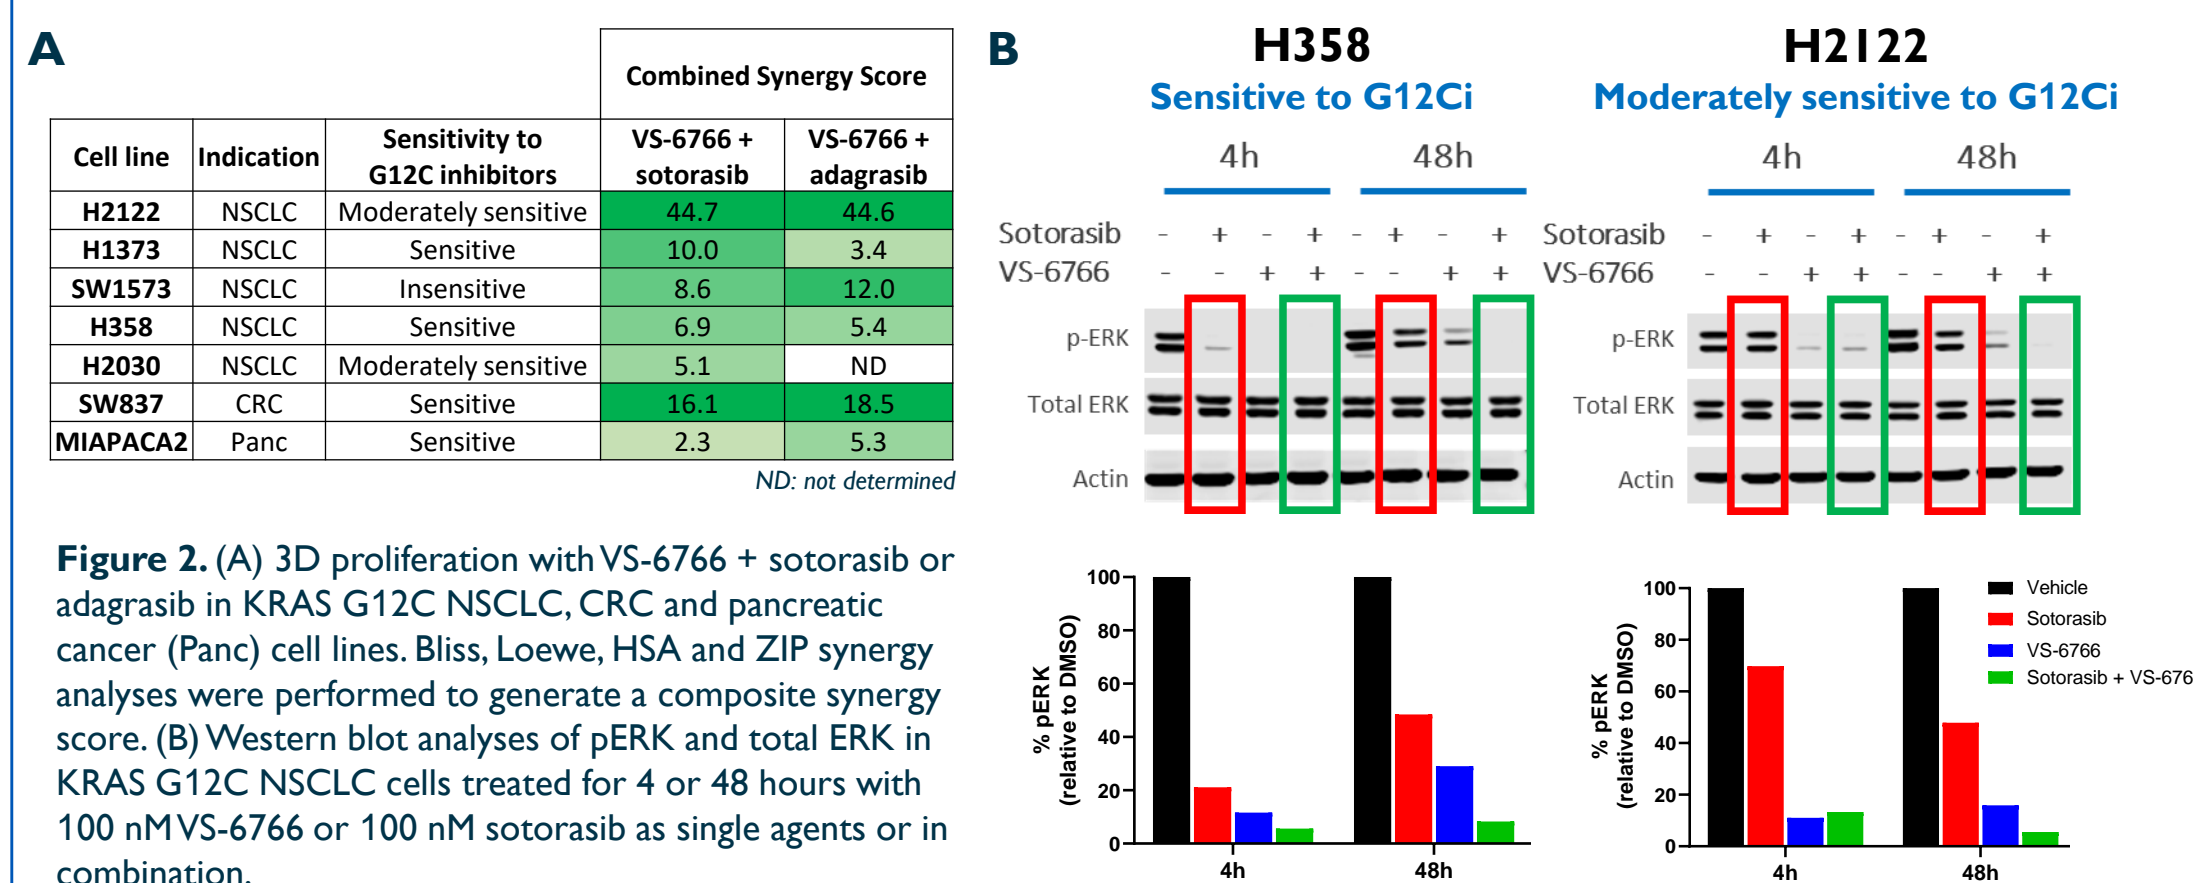 A
Combined Synergy Score
Cell line Indication Sensitivity to G12C inhibitors VS-6766 + sotorasib VS-6766 + adagrasib
H2122 NSCLC Moderately sensitive 44.7 44.6
H1373 NSCLC Sensitive 10.0 3.4
SW1573 NSCLC Insensitive 8.6 12.0
H358 NSCLC Sensitive 6.9 5.4
H2030 NSCLC Moderately sensitive 5.1 ND
SW837 CRC Sensitive 16.1 18.5
MIAPACA2 Panc Sensitive 2.3 5.3
ND: not determined
Figure 2. (A) 3D proliferation with VS-6766 + sotorasib or
adagrasib in KRAS G12C NSCLC, CRC and pancreatic
cancer (Panc) cell lines. Bliss, Loewe, HSA and ZIP synergy
analyses were performed to generate a composite synergy
score. (B) Western blot analyses of pERK and total ERK in
KRAS G12C NSCLC cells treated for 4 or 48 hours with
100 nM VS-6766 or 100 nM sotorasib as single agents or in
combination.
B
H358
Sensitive to G12Ci
4h 48h
Sotorasib - + - + - + - +
VS-6766 - - + + - - + +
p-ERK
Total ERK
Actin
H2122
Moderately sensitive to G12Ci
4h 48h
Sotorasib - + - + - + - +
VS-6766 - - + + - - + +
p-ERK
Total ERK
Actin
% pERK
(relative to DMSO)
100
80
60
40
20
0
4h 48h
% pERK
(relative to DMSO)
100
80
60
40
20
0
4h 48h
Vehicle
Sotorasib
VS-6766
Sotorasib + VS-676